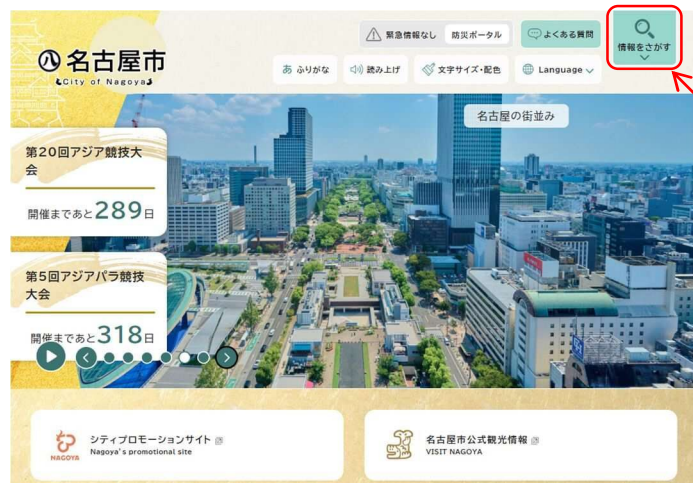 八 名古屋市
City of Nagoya
緊急情報なし
防災ポータル
よくある質問
情報をさがす
あ ふりがな
読み上げ
文字サイズ・配色
Language
名古屋の街並み
第20回アジア競技大
会
開催まであと289日
第5回アジアパラ競技
大会
開催まであと318日
シティプロモーションサイト
Nagoya's promotional site
NAGOYA
名古屋市公式観光情報
VISIT NAGOYA